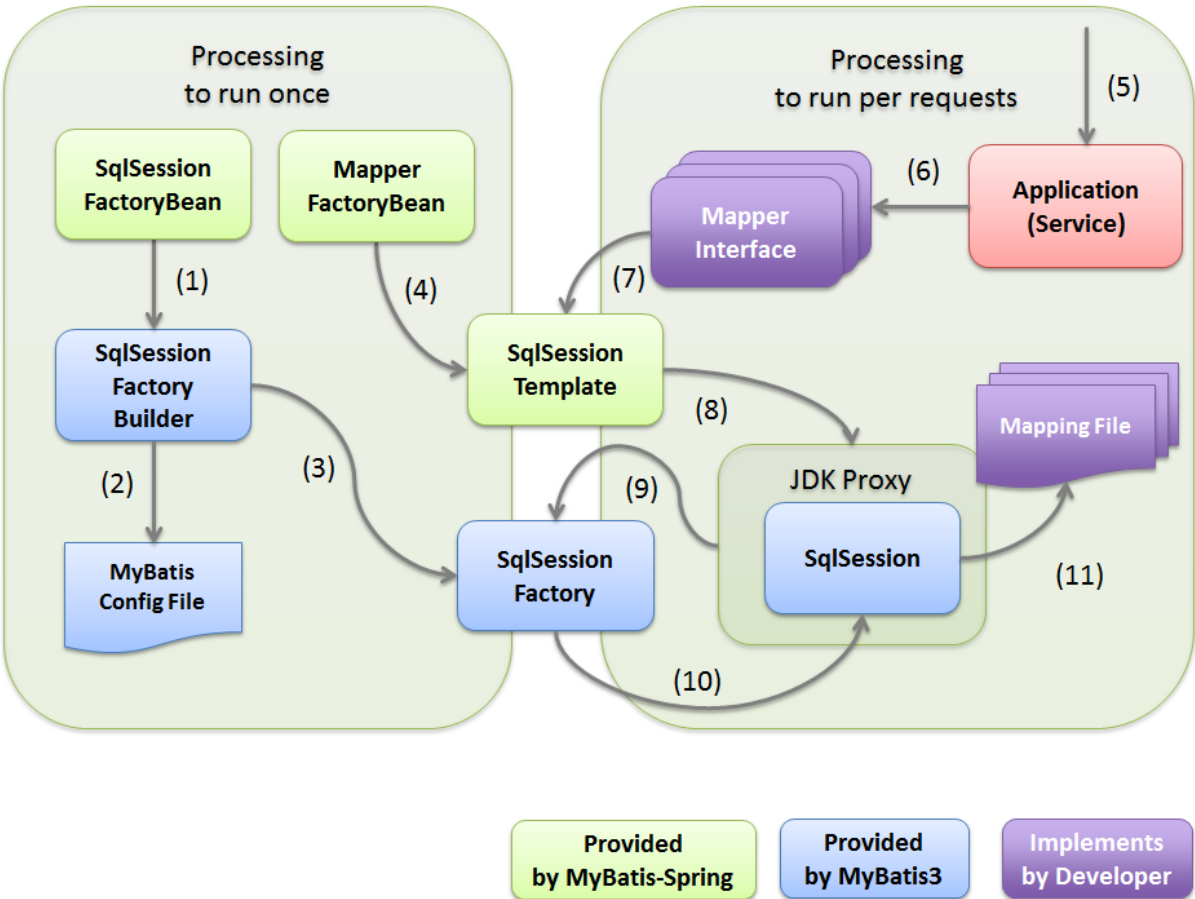 Processing
to run once
Processing
to run per requests
(5)
SqlSession
FactoryBean
Mapper
FactoryBean
(6)
Application
(Service)
Mapper
Interface
(1)
(4)
(7)
SqlSession
Factory
Builder
SqlSession
Template
(8)
Mapping File
(2)
(3)
(9)
JDK Proxy
SqlSession
SqlSession
Factory
(11)
MyBatis
Config File
(10)
Provided
by MyBatis-Spring
Provided
by MyBatis3
Implements
by Developer